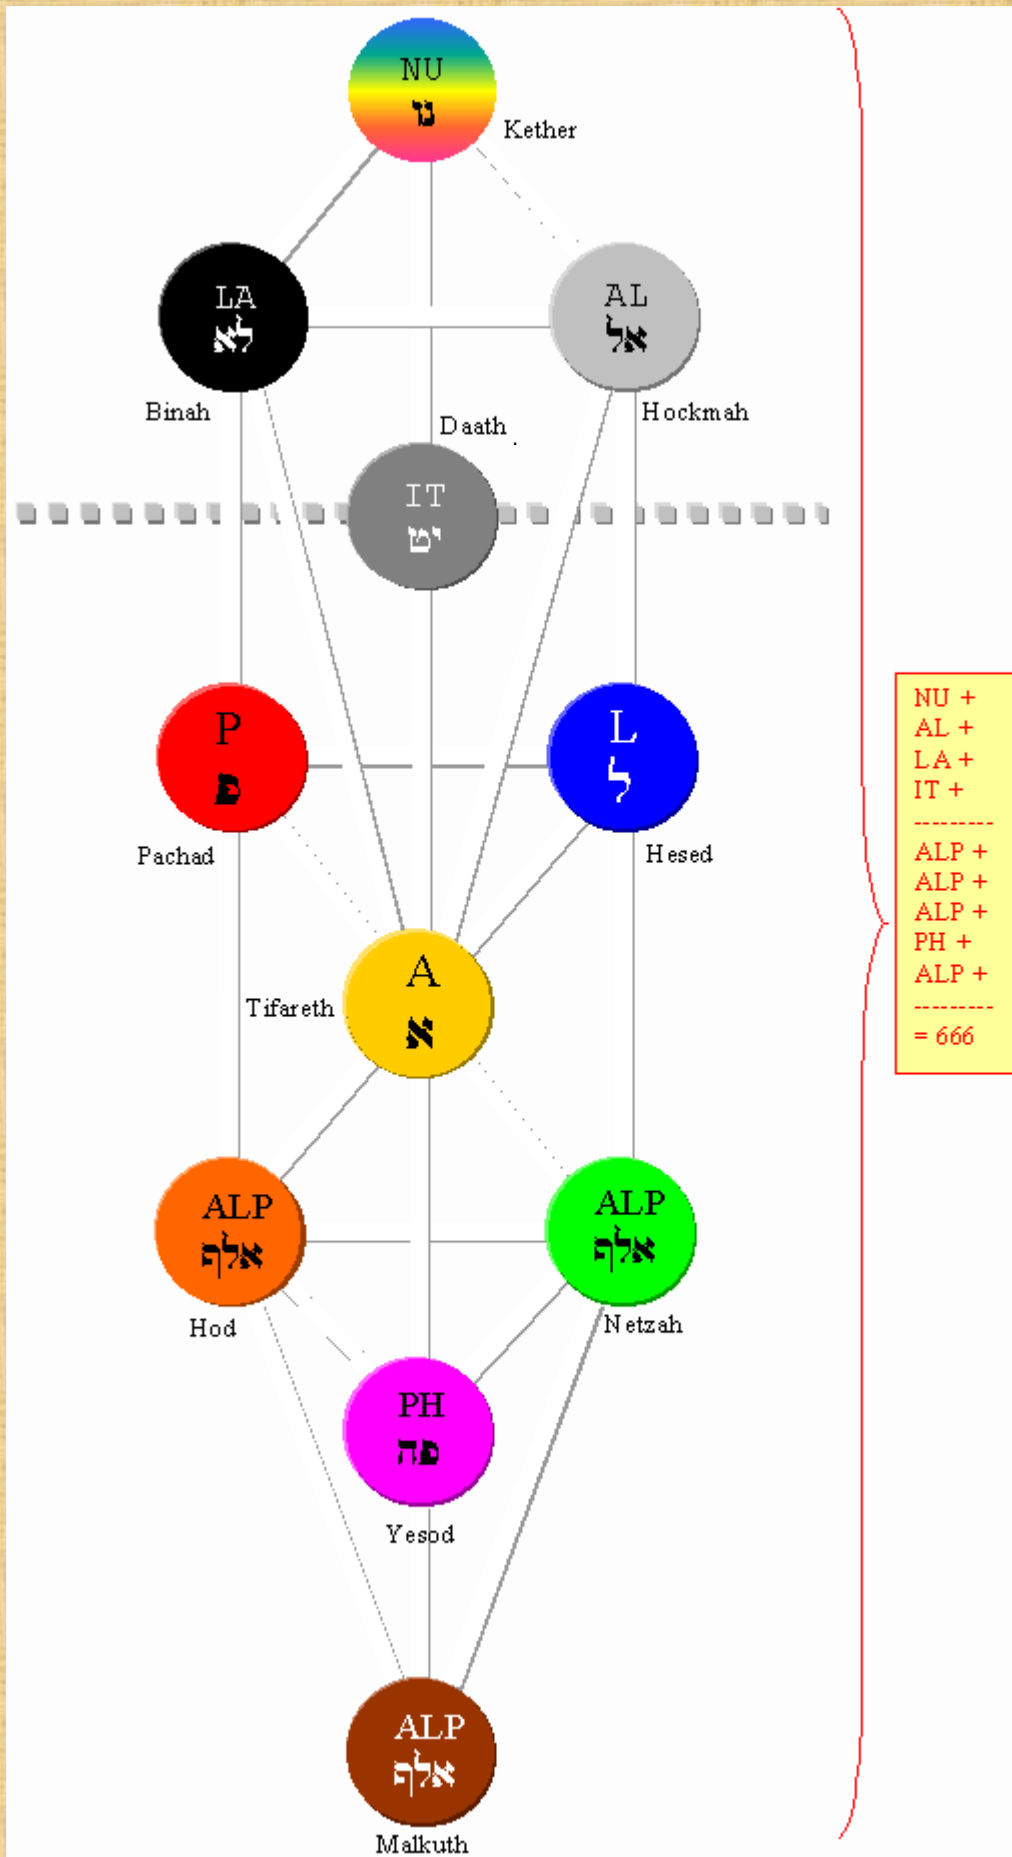 NU
נו
Kether
LA
לא
Binah
AL
אל
Hockmah
Daath
IT
יט
P
פ
Pachad
L
ל
Hesed
A
א
Tifareth
ALP
אלף
Hod
ALP
אלף
Netzah
PH
פה
Yesod
ALP
אלף
Malkuth
NU +
AL +
LA +
IT +
---------
ALP +
ALP +
ALP +
PH +
ALP +
---------
= 666